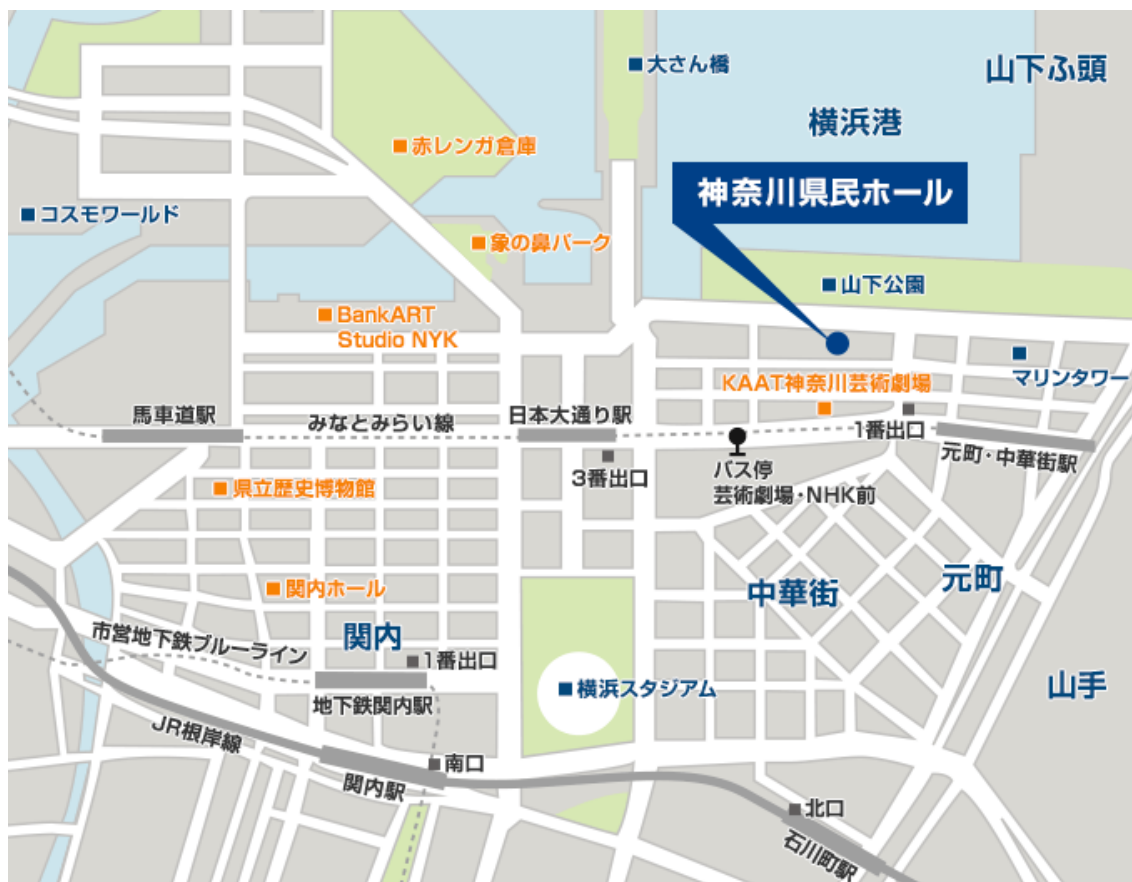 大さん橋
山下ふ頭
横浜港
赤レンガ倉庫
神奈川県民ホール
コスモワールド
象の鼻パーク
山下公園
BankART
Studio NYK
マリンタワー
KAAT神奈川芸術劇場
馬車道駅
みなとみらい線
日本大通り駅
1番出口
元町・中華街駅
3番出口
バス停
芸術劇場・NHK前
県立歴史博物館
関内ホール
中華街
元町
市営地下鉄ブルーライン
関内
1番出口
横浜スタジアム
山手
地下鉄関内駅
JR根岸線
南口
関内駅
北口
石川町駅